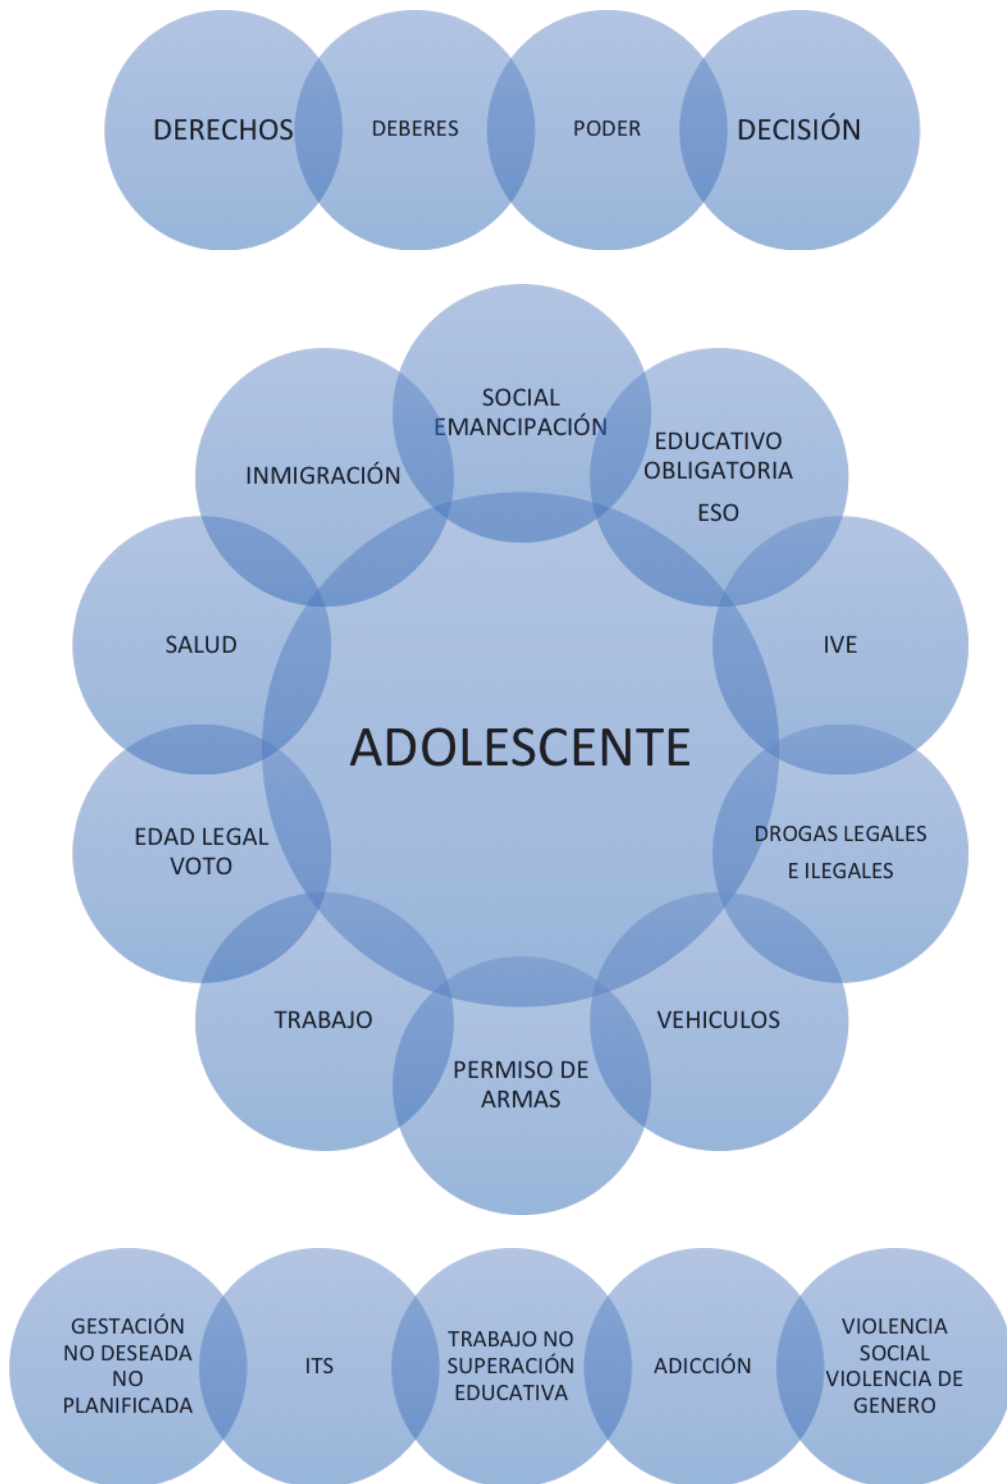 DERECHOS
DEBERES
PODER
DECISIÓN
SOCIAL
EMANCIPACIÓN
EDUCATIVO
OBLIGATORIA
ESO
INMIGRACIÓN
SALUD
IVE
ADOLESCENTE
EDAD LEGAL
VOTO
DROGAS LEGALES
E ILEGALES
TRABAJO
VEHICULOS
PERMISO DE
ARMAS
GESTACIÓN
NO DESEADA
NO
PLANIFICADA
ITS
TRABAJO NO
SUPERACIÓN
EDUCATIVA
ADICCIÓN
VIOLENCIA
SOCIAL
VIOLENCIA DE
GENERO